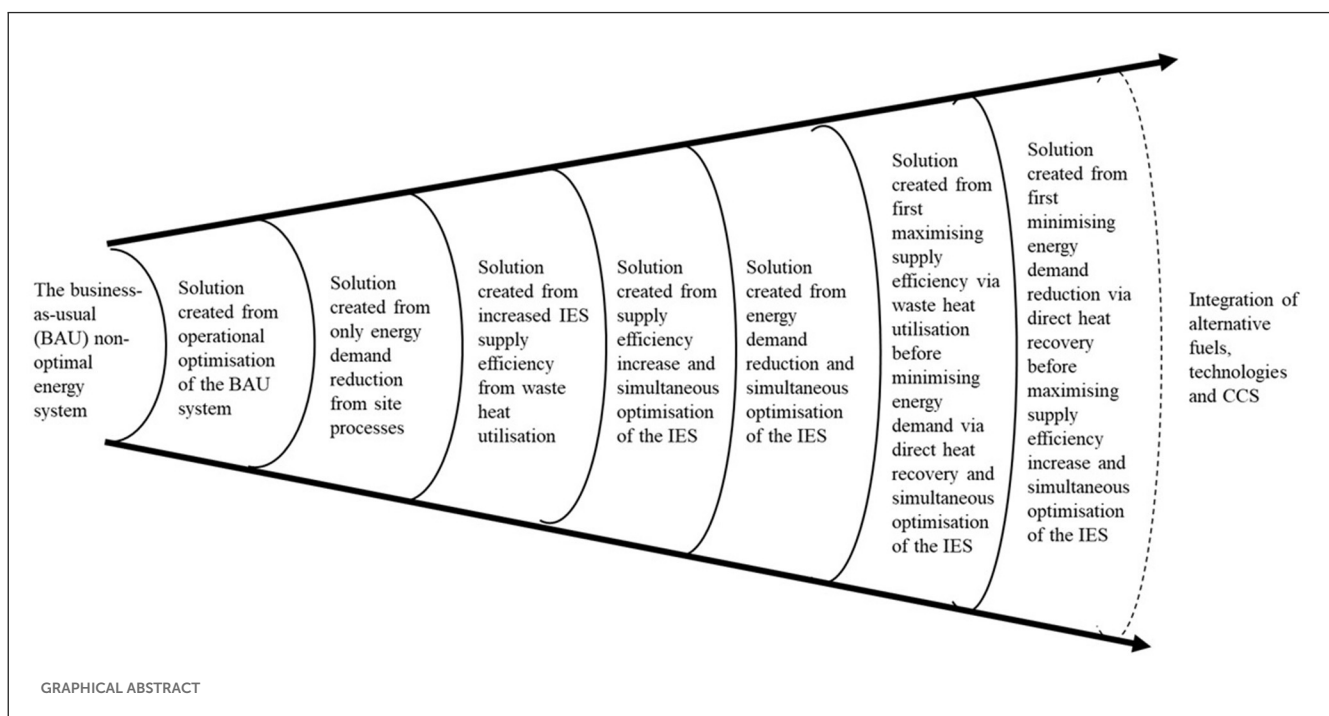 The business-
as-usual
(BAU) non-
optimal
energy
system
Solution
created from
operational
optimisation
of the BAU
system
Solution
created from
only energy
demand
reduction
from site
processes
Solution
created from
increased IES
supply
efficiency
from waste
heat
utilisation
Solution
created from
supply
efficiency
increase and
simultaneous
optimisation
of the IES
Solution
created from
energy
demand
reduction and
simultaneous
optimisation
of the IES
Solution
created from
first
maximising
supply
efficiency via
waste heat
utilisation
before
minimising
energy
demand via
direct heat
recovery and
simultaneous
optimisation
of the IES
Solution
created from
first
minimising
energy
demand
reduction via
direct heat
recovery
before
maximising
supply
efficiency
increase and
simultaneous
optimisation
of the IES
Integration of
alternative
fuels,
technologies
and CCS
GRAPHICAL ABSTRACT